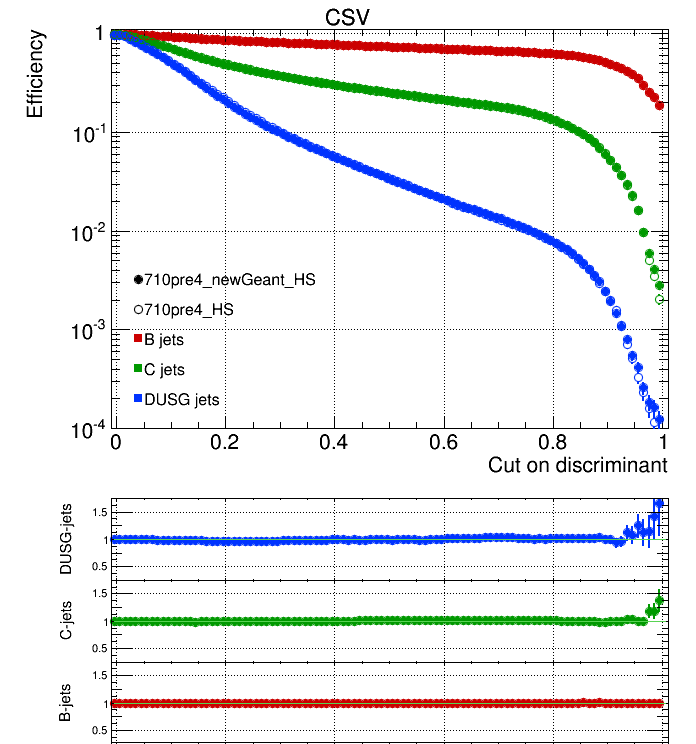 CSV
Efficiency
1
10-1
10-2
10-3
10-4
710pre4_newGeant_HS
710pre4_HS
B jets
C jets
DUSG jets
0 0.2 0.4 0.6 0.8 1
Cut on discriminant
DUSG-jets
1.5
1
0.5
C-jets
1.5
1
0.5
B-jets
1.5
1
0.5